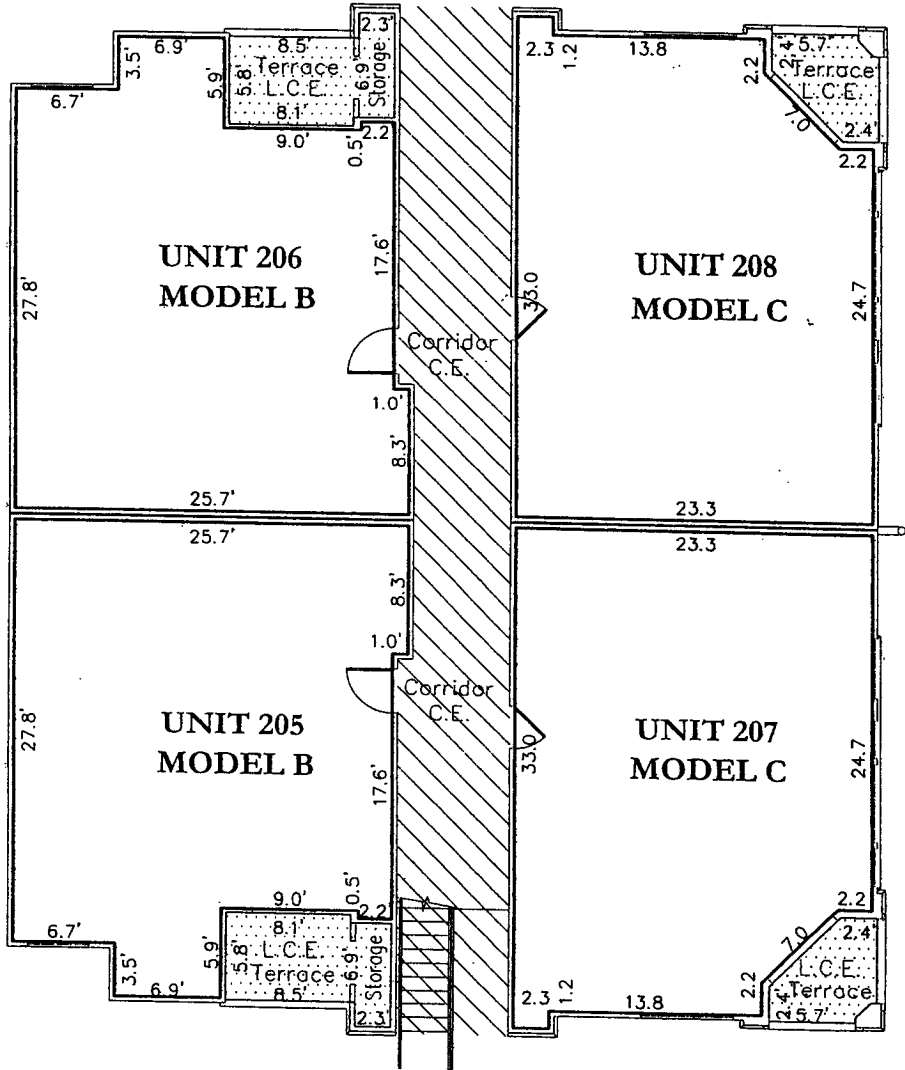 2.3'
6.9'
8.5'
3.5'
5.9'
5.8'
Terrace
L.C.E.
6.9'
Storage
8.1'
6.7'
9.0'
0.5'
2.2
17.6'
27.8'
UNIT 206
MODEL B
1.0'
8.3'
25.7'
2.3
1.2
13.8
2.2
2.4
5.7'
Terrace
L.C.E.
7.0
2.4'
2.2
33.0
UNIT 208
MODEL C
24.7
23.3
Corridor
C.E.
25.7'
8.3'
1.0'
27.8'
UNIT 205
MODEL B
17.6'
9.0'
0.5'
2.2
8.1'
L.C.E.
Terrace
8.5'
5.9'
5.8'
6.9'
Storage
2.3
6.7'
3.5'
6.9'
Corridor
C.E.
23.3
33.0
UNIT 207
MODEL C
24.7
2.2
7.0
2.4'
L.C.E.
Terrace
2.2
2.4
5.7'
2.3
1.2
13.8